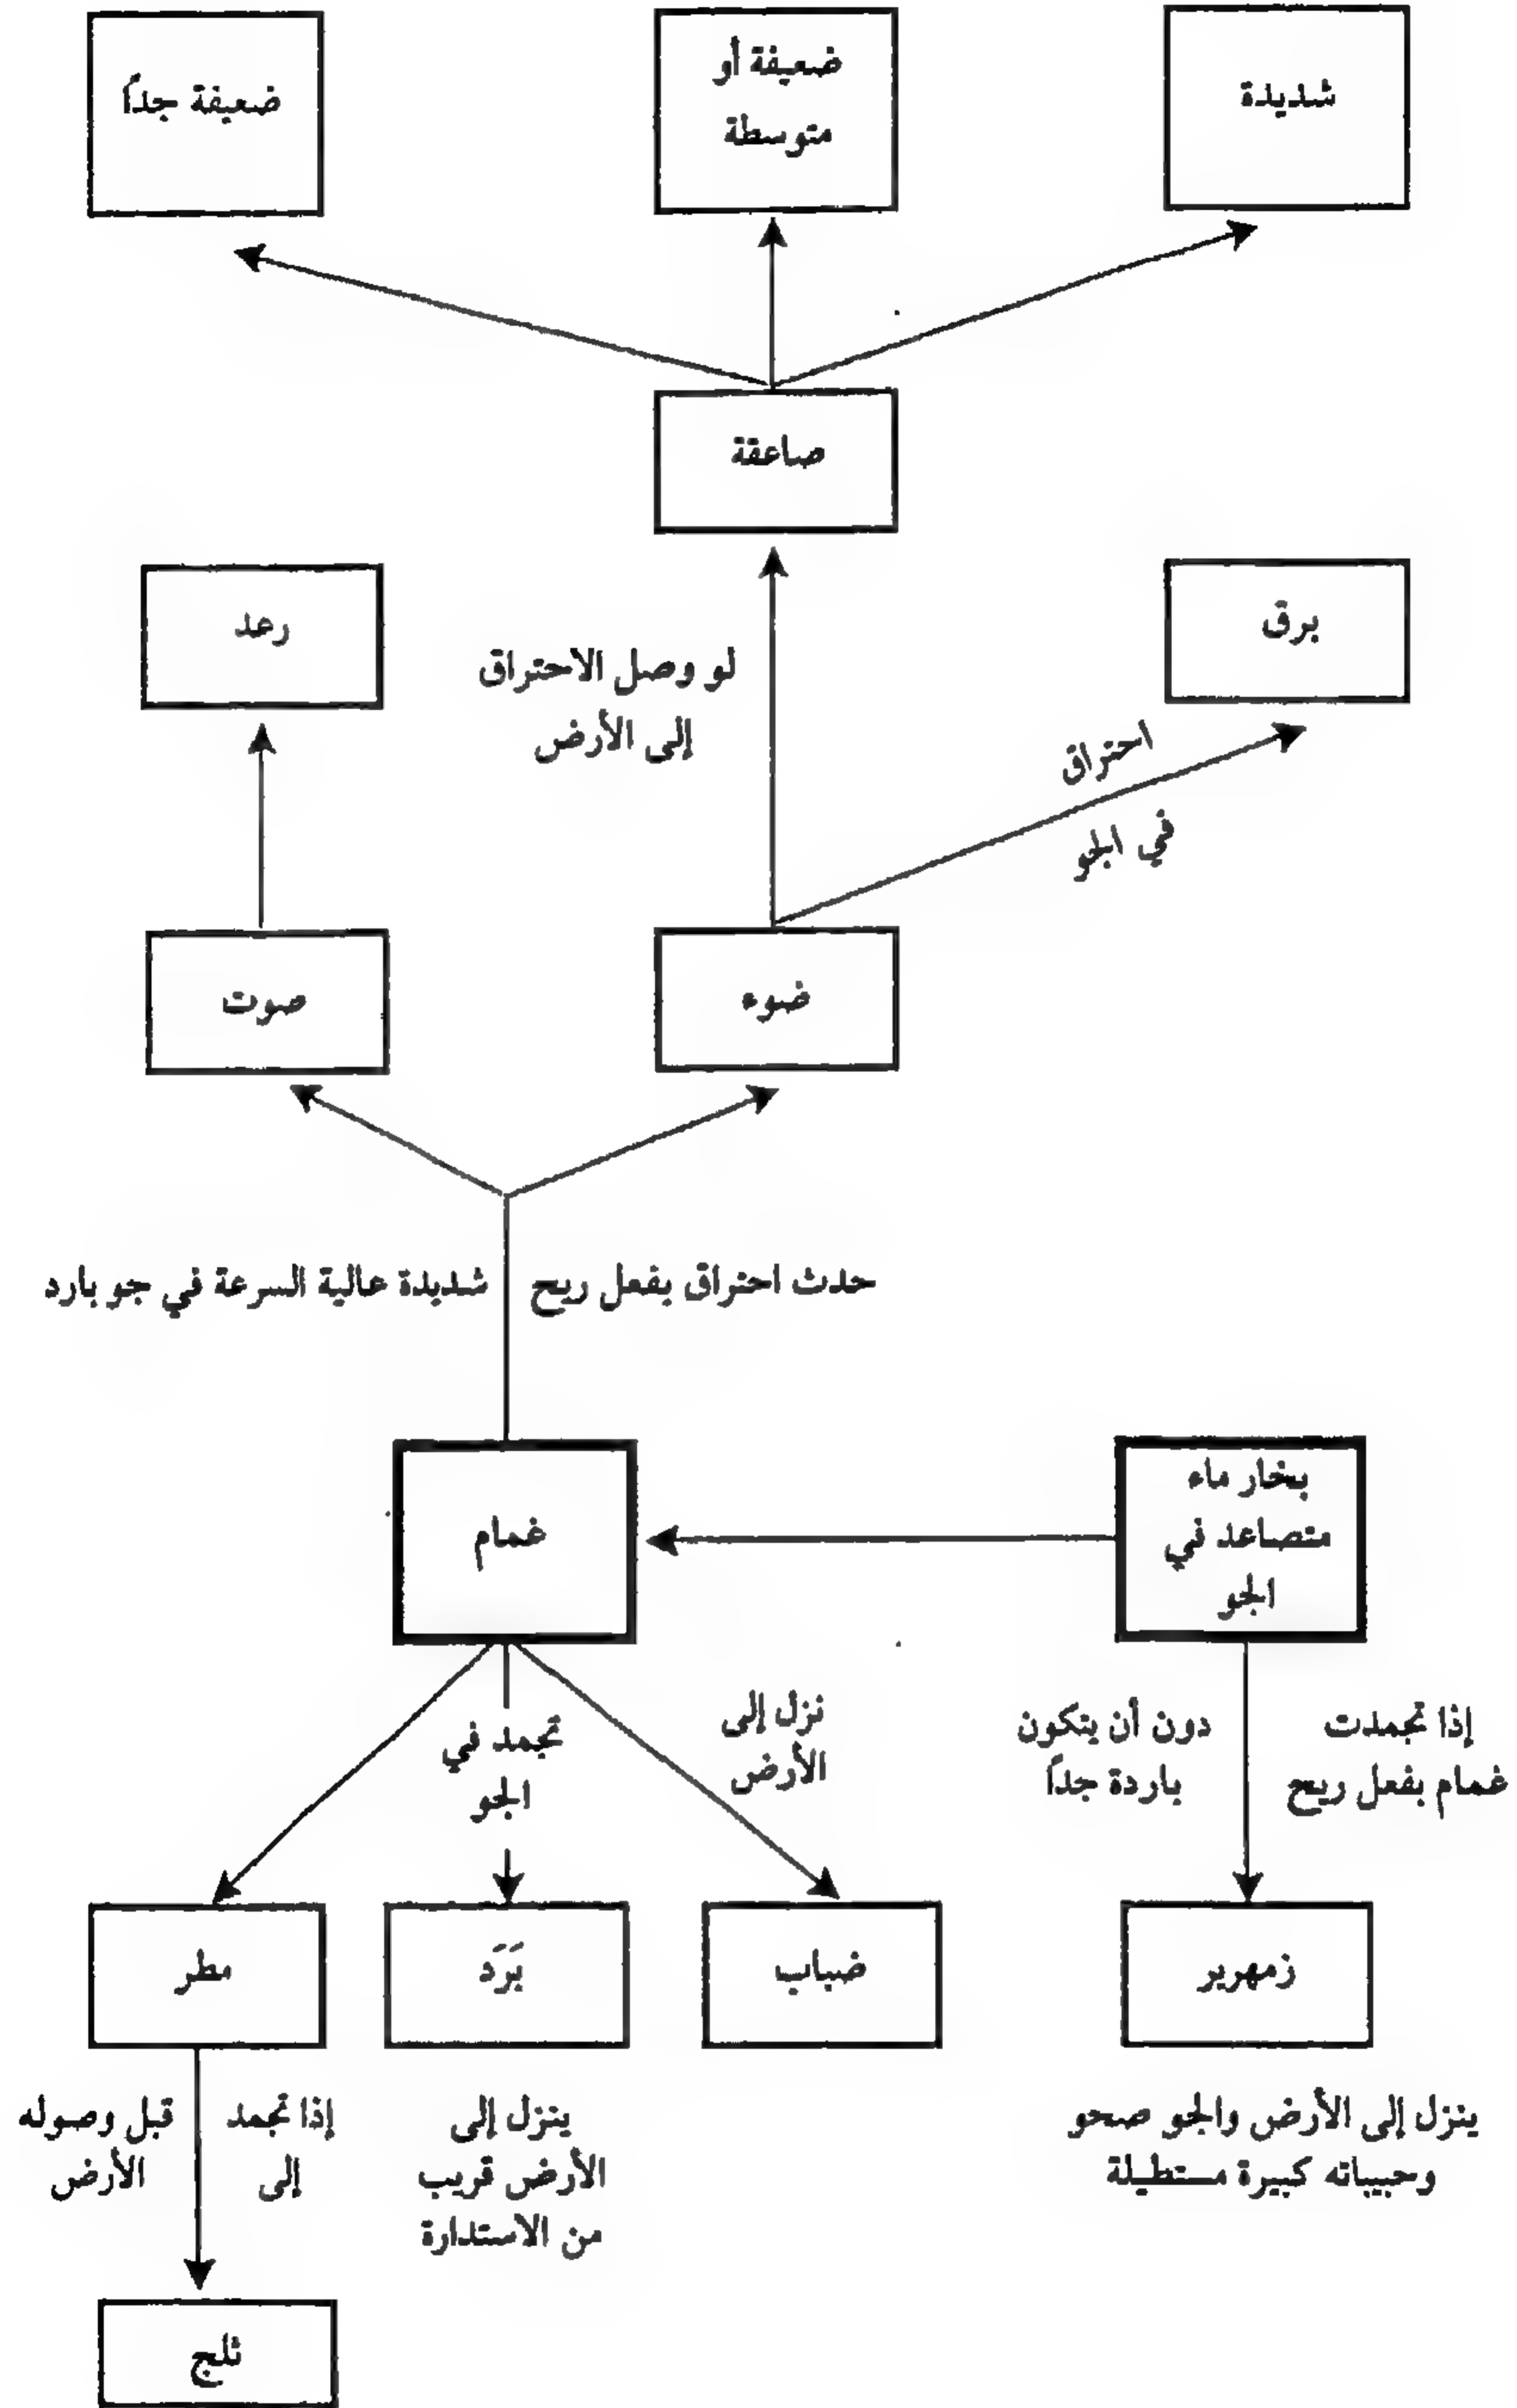 شديدة
ضعيفة أو
متوسطة
ضعيفة جداً
صاعقة
برق
رعد
لو وصل الاحتراق
إلى الأرض
احتراق
في الجو
ضوء
صوت
حدث احتراق بفعل ريح شديدة عالية السرعة في جو بارد
بخار ماء
متصاعد في
الجو
غمام
إذا تجمدت دون أن يتكون
غمام بفعل ريح باردة جداً
نزل إلى
الأرض
تجمد في
الجو
زمهرير
ضباب
بَرَد
مطر
ينزل إلى الأرض والجو صحو
وحبيباته كبيرة مستطيلة
ينزل إلى
الأرض قريب
من الاستدارة
إذا تجمد قبل وصوله
إلى الأرض
ثلج